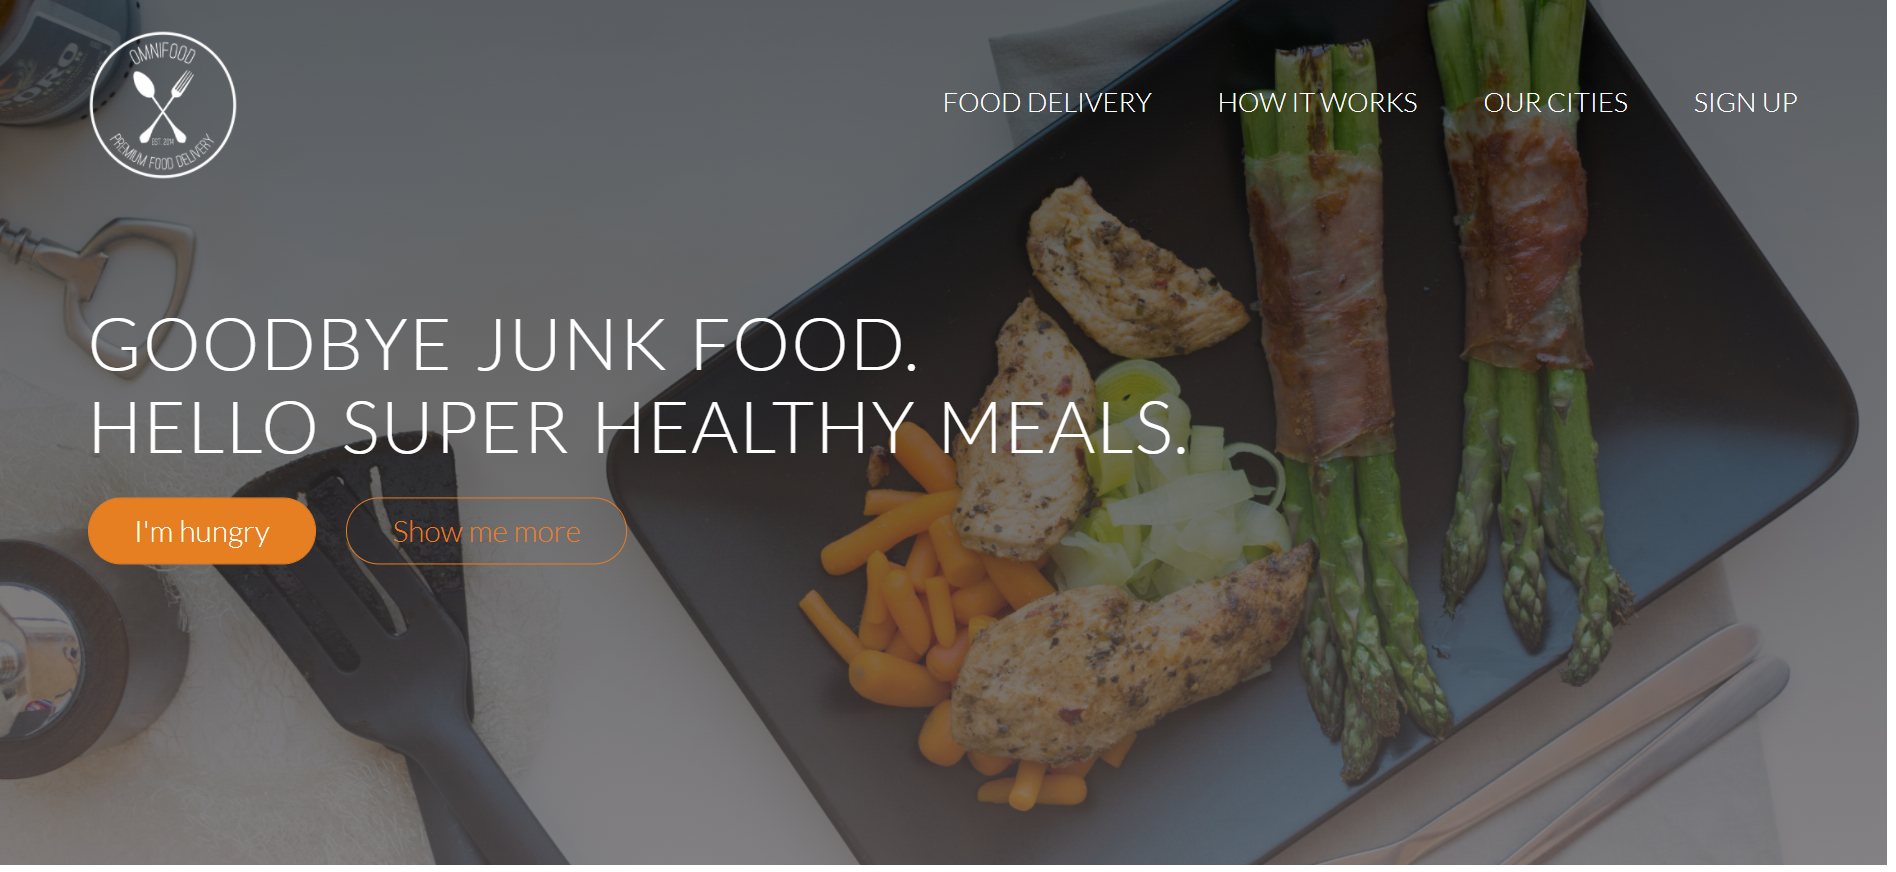 OMNIFOOD
EST. 2014
PREMIUM FOOD DELIVERY
FOOD DELIVERY
HOW IT WORKS
OUR CITIES
SIGN UP
GOODBYE JUNK FOOD.
HELLO SUPER HEALTHY MEALS.
I'm hungry
Show me more